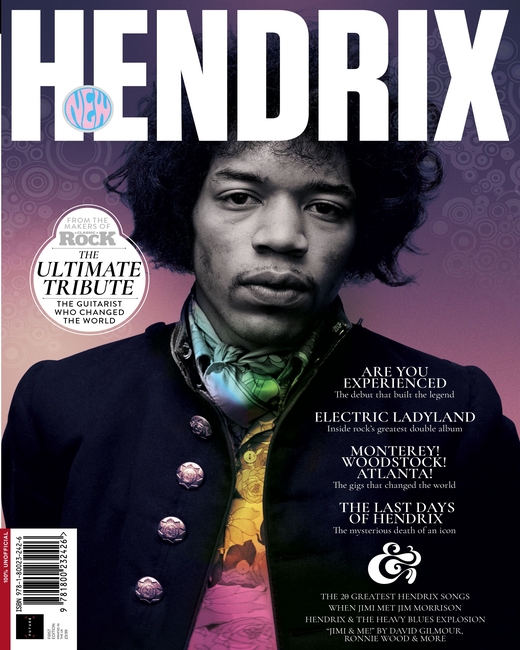 HENDRIX
NEW
FROM THE
MAKERS OF
CLASSIC
ROCK
THE
ULTIMATE
TRIBUTE
THE GUITARIST
WHO CHANGED
THE WORLD
ARE YOU
EXPERIENCED
The debut that built the legend
ELECTRIC LADYLAND
Inside rock's greatest double album
MONTEREY!
WOODSTOCK!
ATLANTA!
The gigs that changed the world
THE LAST DAYS
OF HENDRIX
The mysterious death of an icon
&
THE 20 GREATEST HENDRIX SONGS
WHEN JIMI MET JIM MORRISON
HENDRIX & THE HEAVY BLUES EXPLOSION
"JIMI & ME!" BY DAVID GILMOUR,
RONNIE WOOD & MORE
100% UNOFFICIAL
ISBN 978-1-80023-242-6
9 781800 232426 >
FUTURE
FIRST
EDITION